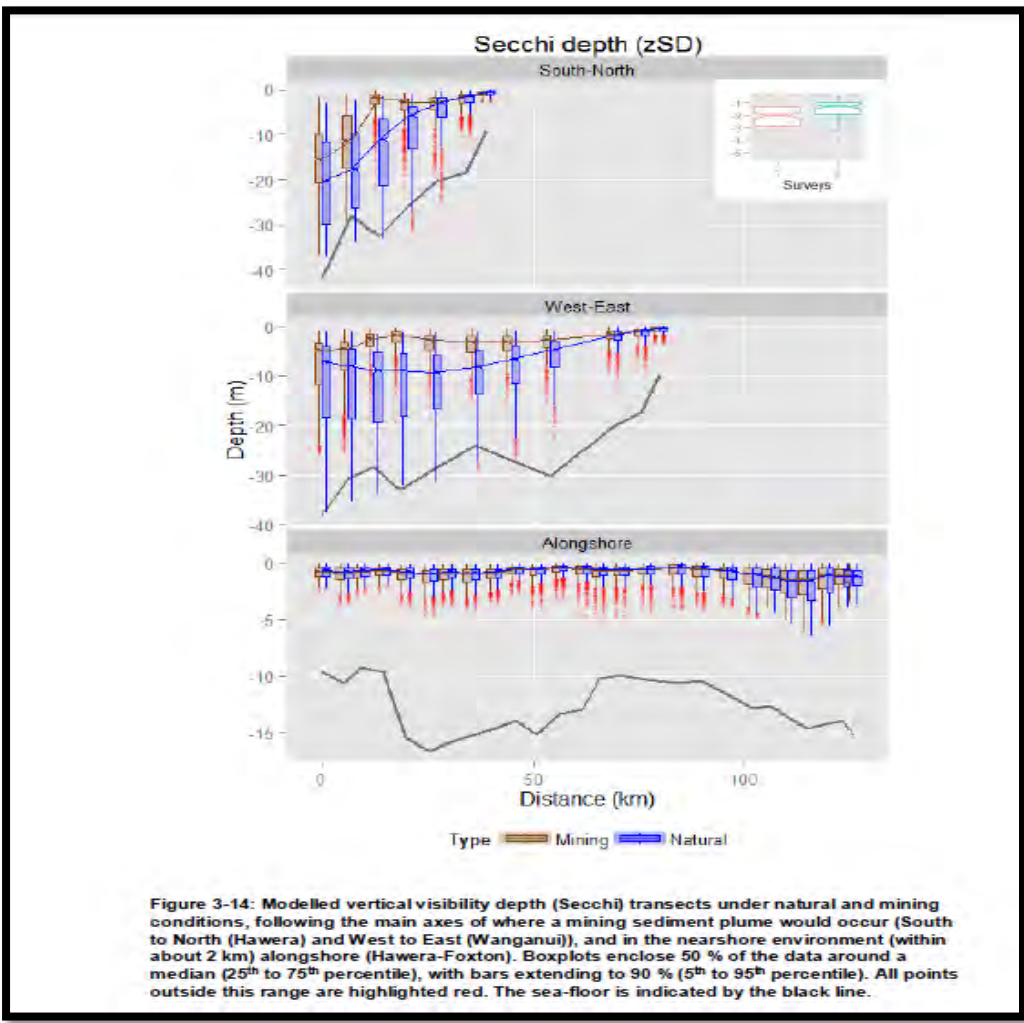 Secchi depth (zSD)
South-North
0
-10
-20
-30
-40
-1
-2
-3
-4
-5
Surveys
West-East
0
-10
-20
-30
-40
Depth (m)
Alongshore
0
-5
-10
-15
0
50
100
Distance (km)
Type Mining Natural
Figure 3-14: Modelled vertical visibility depth (Secchi) transects under natural and mining
conditions, following the main axes of where a mining sediment plume would occur (South
to North (Hawera) and West to East (Wanganui)), and in the nearshore environment (within
about 2 km) alongshore (Hawera-Foxton). Boxplots enclose 50 % of the data around a
median (25th to 75th percentile), with bars extending to 90 % (5th to 95th percentile). All points
outside this range are highlighted red. The sea-floor is indicated by the black line.